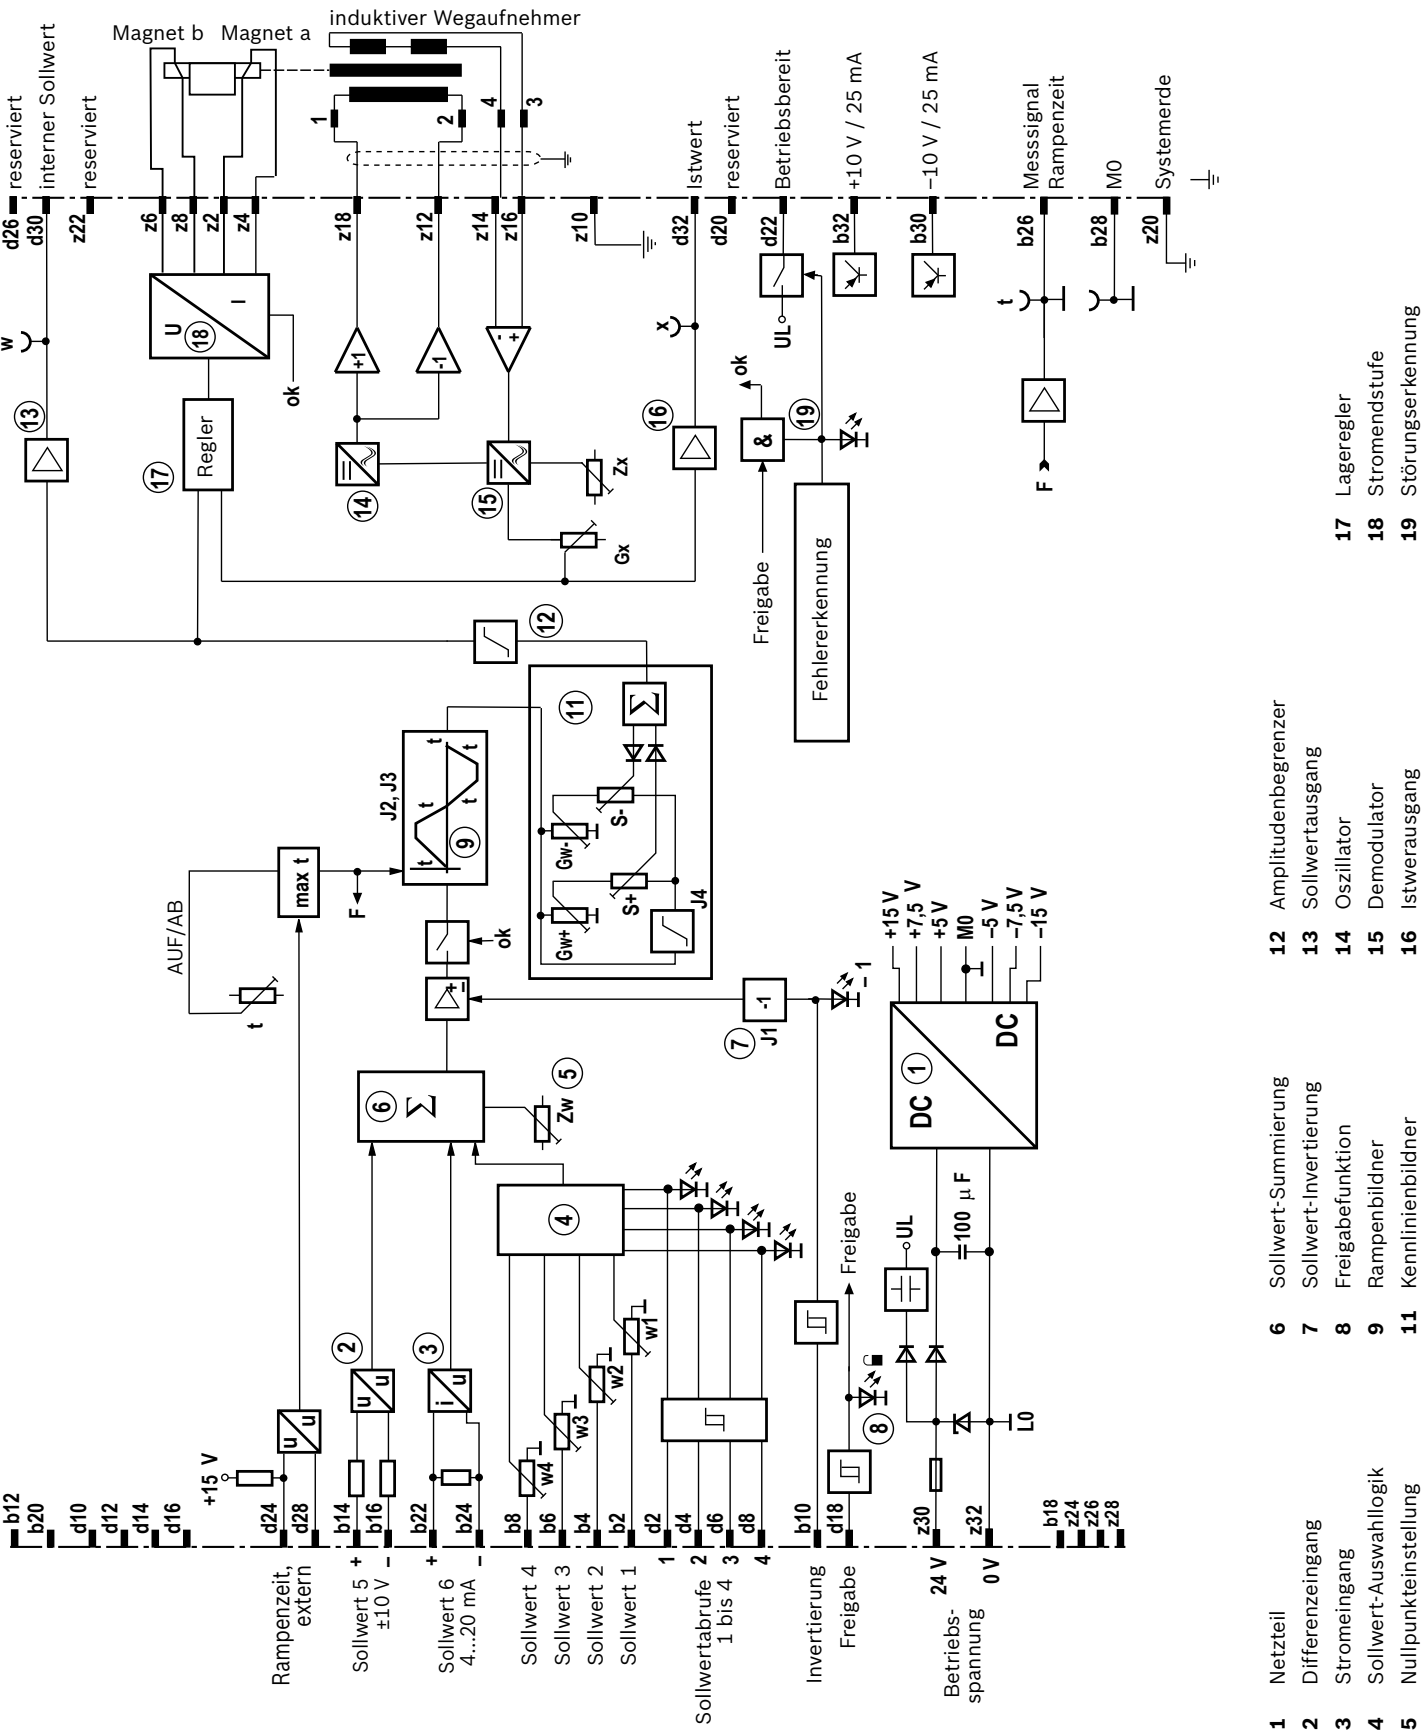 b12
b20
d10
d12
d14
d16
+15 V
d24
d28
Rampenzeit,
extern
u
u
AUF/AB
t
max t
F
Sollwert 5
±10 V
+
–
b14
b16
u
u
2
Sollwert 6
4...20 mA
+
–
b22
b24
i
u
3
Sollwert 4
Sollwert 3
Sollwert 2
Sollwert 1
b8
b6
b4
b2
w4
w3
w2
w1
4
Sollwertabrufe
1 bis 4
1
2
3
4
d2
d4
d6
d8
6
Σ
Zw
5
+
–
ok
J2, J3
t
t
t
t
9
Invertierung
b10
7
-1
J1
– 1
Freigabe
d18
8
Freigabe
Betriebs-
spannung
24 V
0 V
z30
z32
L0
UL
100 μ F
DC
1
DC
+15 V
+7,5 V
+5 V
M0
–5 V
–7,5 V
–15 V
b18
z24
z26
z28
11
Gw+
Gw-
S+
S-
J4
Σ
12
13
w
d26
reserviert
d30
interner Sollwert
z22
reserviert
17
Regler
U
18
I
ok
z6
z8
z2
z4
Magnet b
Magnet a
induktiver Wegaufnehmer
1
2
4
3
14
+1
-1
z18
z12
15
-
+
z14
z16
Zx
Gx
z10
16
x
d32
Istwert
d20
reserviert
Freigabe
&
ok
19
Fehlererkennung
UL
d22
Betriebsbereit
b32
+10 V / 25 mA
b30
–10 V / 25 mA
F
t
b26
Messsignal
Rampenzeit
b28
M0
z20
Systemerde
1 Netzteil
2 Differenzeingang
3 Stromeingang
4 Sollwert-Auswahllogik
5 Nullpunkteinstellung
6 Sollwert-Summierung
7 Sollwert-Invertierung
8 Freigabefunktion
9 Rampenbildner
11 Kennlinienbildner
12 Amplitudenbegrenzer
13 Sollwertausgang
14 Oszillator
15 Demodulator
16 Istwerausgang
17 Lageregler
18 Stromendstufe
19 Störungserkennung